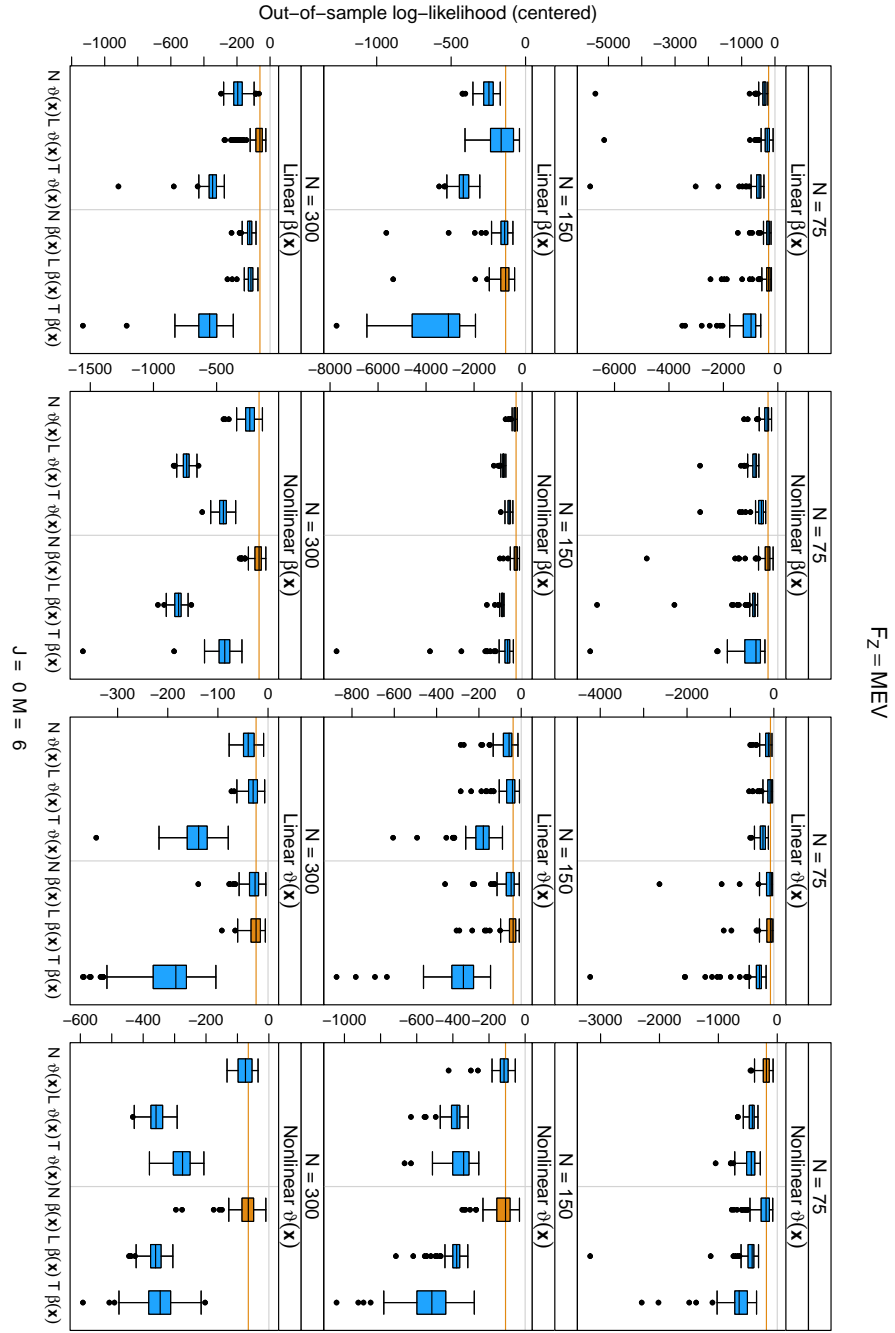 F_Z = MEV
Out−of−sample log−likelihood (centered)
N = 75
Linear β(x)
−5000 −3000 −1000 0
N = 75
Nonlinear β(x)
−6000 −4000 −2000 0
N = 75
Linear ϑ(x)
−4000 −3000 −2000 −1000 0
N = 75
Nonlinear ϑ(x)
−3000 −2000 −1000 0
N = 150
Linear β(x)
−1000 −500 0
N = 150
Nonlinear β(x)
−8000 −6000 −4000 −2000 0
N = 150
Linear ϑ(x)
−800 −600 −400 −200 0
N = 150
Nonlinear ϑ(x)
−1000 −600 −200 0
N = 300
Linear β(x)
−1000 −600 −200 0
N = 300
Nonlinear β(x)
−1500 −1000 −500
N = 300
Linear ϑ(x)
−300 −200 −100 0
N = 300
Nonlinear ϑ(x)
−600 −400 −200 0
N ϑ(x) L ϑ(x) T ϑ(x) N β(x) L β(x) T β(x)
N ϑ(x) L ϑ(x) T ϑ(x) N β(x) L β(x) T β(x)
N ϑ(x) L ϑ(x) T ϑ(x) N β(x) L β(x) T β(x)
N ϑ(x) L ϑ(x) T ϑ(x) N β(x) L β(x) T β(x)
J = 0 M = 6